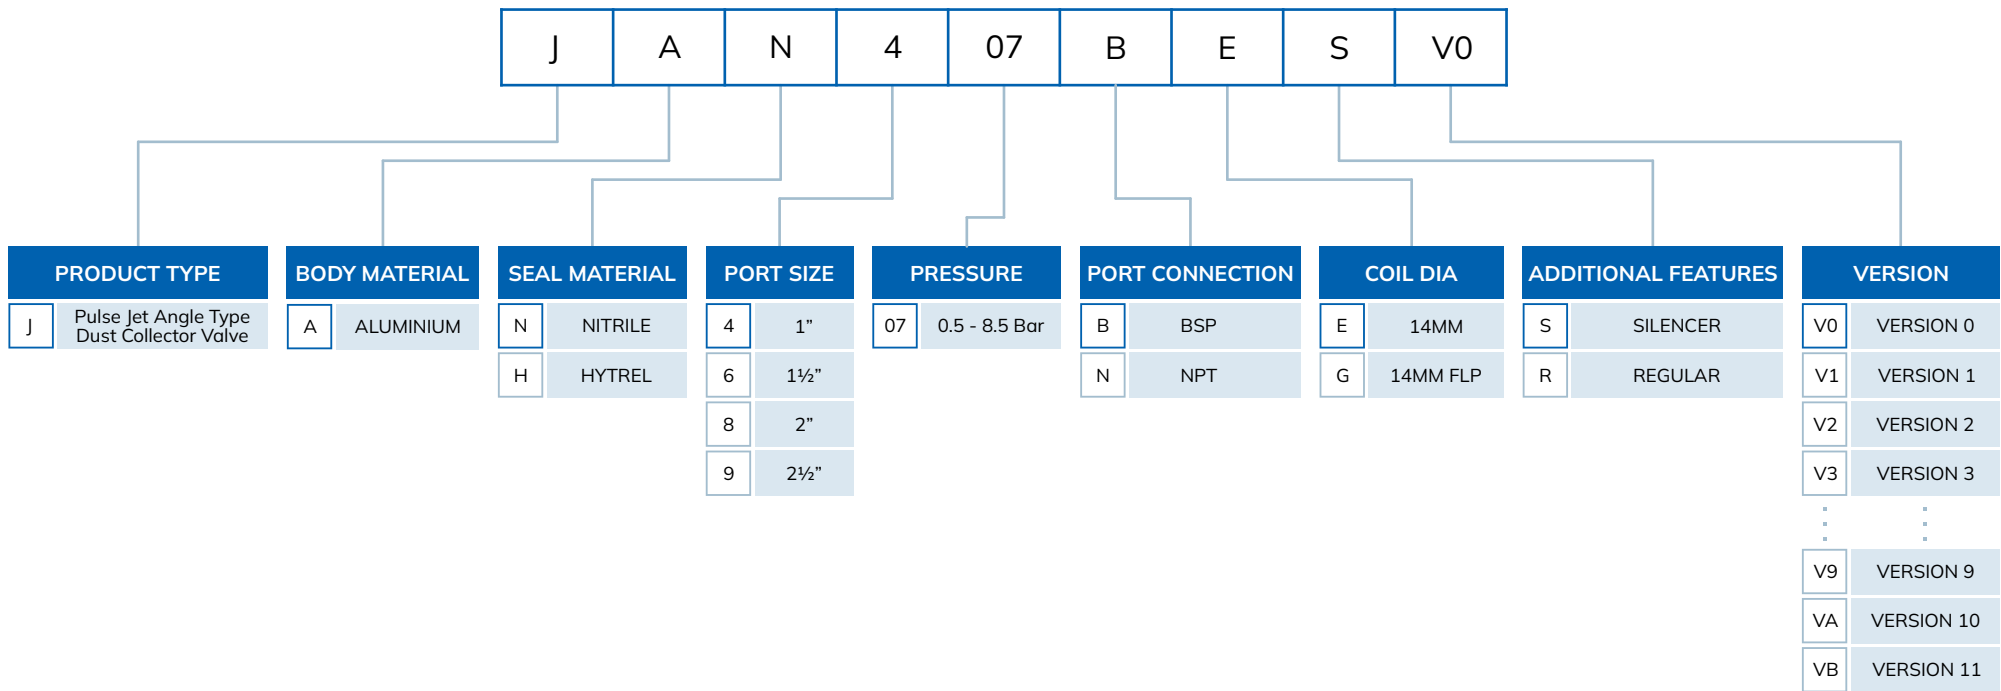 J A N 4 07 B E S V0
PRODUCT TYPE
J Pulse Jet Angle Type
Dust Collector Valve
BODY MATERIAL
A ALUMINIUM
SEAL MATERIAL
N NITRILE
H HYTREL
PORT SIZE
4 1”
6 1½”
8 2”
9 2½”
PRESSURE
07 0.5 - 8.5 Bar
PORT CONNECTION
B BSP
N NPT
COIL DIA
E 14MM
G 14MM FLP
ADDITIONAL FEATURES
S SILENCER
R REGULAR
VERSION
V0 VERSION 0
V1 VERSION 1
V2 VERSION 2
V3 VERSION 3
V9 VERSION 9
VA VERSION 10
VB VERSION 11